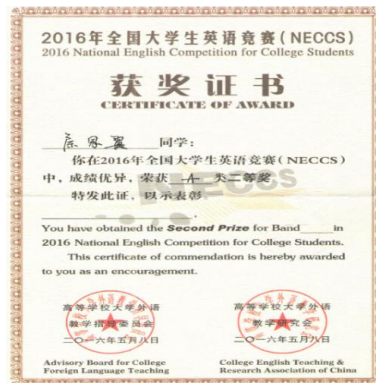 2016年全国大学生英语竞赛(NECCS)
2016 National English Competition for College Students
获奖证书
CERTIFICATE OF AWARD
同学:
你在2016年全国大学生英语竞赛(NECCS)
中,成绩优异,荣获 A 类二等奖
特发此证,以示表彰
NECCS
You have obtained the Second Prize for Band in
2016 National English Competition for College Students.
This certificate of commendation is hereby awarded
to you as an encouragement.
高等学校大学外语
教学指导委员会
二〇一六年五月八日
Advisory Board for College
Foreign Language Teaching
高等学校大学外语
教学研究会
二〇一六年五月八日
College English Teaching &
Research Association of China